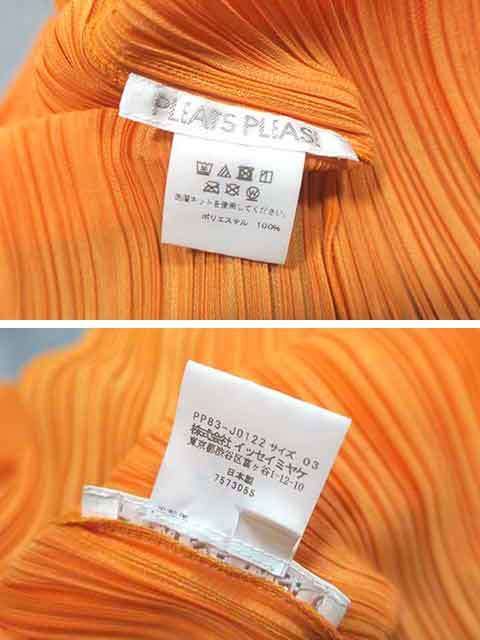 PLEATS PLEASE
洗濯ネットを使用してください。
ポリエステル 100%
PP83-JD122 サイズ 03
株式会社 イッセイミヤケ
東京都渋谷区富ヶ谷1-12-10
日本製
7573055